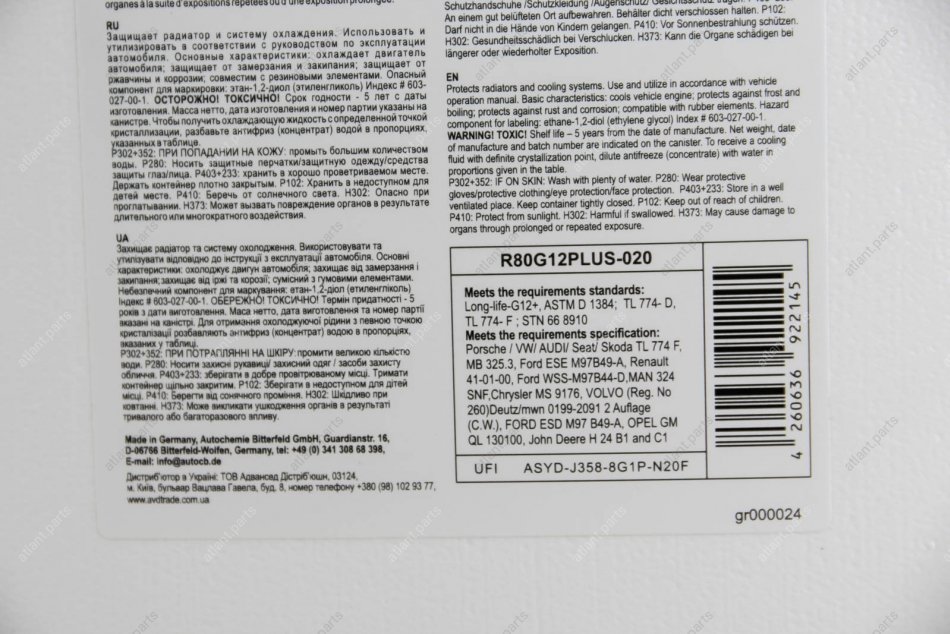 organes à la suite d'expositions répétées ou d'une exposition prolongée.
RU
Защищает радиатор и систему охлаждения. Использовать и
утилизировать в соответствии с руководством по эксплуатации
автомобиля. Основные характеристики: охлаждает двигатель
автомобиля; защищает от замерзания и закипания; защищает от
ржавчины и коррозии; совместим с резиновыми элементами. Опасный
компонент для маркировки: этан-1,2-диол (этиленгликоль) Индекс # 603-
027-00-1. ОСТОРОЖНО! ТОКСИЧНО! Срок годности - 5 лет с даты
изготовления. Масса нетто, дата изготовления и номер партии указаны на
канистре. Чтобы получить охлаждающую жидкость с определенной точкой
кристаллизации, разбавьте антифриз (концентрат) водой в пропорциях,
указанных в таблице.
P302+352: ПРИ ПОПАДАНИИ НА КОЖУ: промыть большим количеством
воды. P280: Носить защитные перчатки/защитную одежду/средства
защиты глаз/лица. P403+233: хранить в хорошо проветриваемом месте.
Держать контейнер плотно закрытым. P102: Хранить в недоступном для
детей месте. P410: Беречь от солнечного света. H302: Опасно при
проглатывании. H373: Может вызвать повреждение органов в результате
длительного или многократного воздействия.
UA
Захищає радіатор та систему охолодження. Використовувати та
утилізувати відповідно до інструкції з експлуатації автомобіля. Основні
характеристики: охолоджує двигун автомобіля; захищає від замерзання і
закипання; захищає від іржі та корозії; сумісний з гумовими елементами.
Небезпечний компонент для маркування: етан-1,2-діол (етиленгліколь)
Індекс # 603-027-00-1. ОБЕРЕЖНО! ТОКСИЧНО! Термін придатності - 5
років з дати виготовлення. Маса нетто, дата виготовлення та номер партії
вказані на каністрі. Для отримання охолоджуючої рідини з певною точкою
кристалізації розбавляють антифриз (концентрат) водою в пропорціях,
вказаних у таблиці.
P302+352: ПРИ ПОТРАПЛЯННІ НА ШКІРУ: промити великою кількістю
води. P280: Носити захисні рукавиці/ захисний одяг / засоби захисту
обличчя. P403+233: зберігати в добре провітрюваному місці. Тримати
контейнер щільно закритим. P102: Зберігати в недоступном для дітей
місці. P410: Берегти від сонячного проміння. H302: Шкідливо при
ковтанні. H373: Може викликати ушкодження органів в результаті
тривалого або багаторазового впливу.
Made in Germany, Autochemie Bitterfeld GmbH, Guardianstr. 16,
D-06766 Bitterfeld-Wolfen, Germany, tel: +49 (0) 341 308 68 398,
E-mail: info@autocb.de
Дистриб'ютор в Україні: ТОВ Адвансед Дістріб'юшн, 03124,
м. Київ, бульвар Вацлава Гавела, буд. 8, номер телефону +380 (98) 102 93 77,
www.avdtrade.com.ua
Schutzhandschuhe /Schutzkleidung /Augenschutz/ Gesichtsschutz tragen.
An einem gut belüfteten Ort aufbewahren. Behälter dicht verschlossen halten. P102:
Darf nicht in die Hände von Kindern gelangen. P410: Vor Sonnenbestrahlung schützen.
H302: Gesundheitsschädlich bei Verschlucken. H373: Kann die Organe schädigen bei
längerer oder wiederholter Exposition.
EN
Protects radiators and cooling systems. Use and utilize in accordance with vehicle
operation manual. Basic characteristics: cools vehicle engine; protects against frost and
boiling; protects against rust and corrosion; compatible with rubber elements. Hazard
component for labeling: ethane-1,2-diol (ethylene glycol) Index # 603-027-00-1.
WARNING! TOXIC! Shelf life – 5 years from the date of manufacture. Net weight, date
of manufacture and batch number are indicated on the canister. To receive a cooling
fluid with definite crystallization point, dilute antifreeze (concentrate) with water in
proportions given in the table.
P302+352: IF ON SKIN: Wash with plenty of water. P280: Wear protective
gloves/protective clothing/eye protection/face protection. P403+233: Store in a well
ventilated place. Keep container tightly closed. P102: Keep out of reach of children.
P410: Protect from sunlight. H302: Harmful if swallowed. H373: May cause damage to
organs through prolonged or repeated exposure.
R80G12PLUS-020
Meets the requirements standards:
Long-life-G12+, ASTM D 1384; TL 774- D,
TL 774- F ; STN 66 8910
Meets the requirements specification:
Porsche / VW/ AUDI/ Seat/ Skoda TL 774 F,
MB 325.3, Ford ESE M97B49-A, Renault
41-01-00, Ford WSS-M97B44-D,MAN 324
SNF,Chrysler MS 9176, VOLVO (Reg. No
260)Deutz/mwn 0199-2091 2 Auflage
(C.W.), FORD ESD M97 B49-A, OPEL GM
QL 130100, John Deere H 24 B1 and C1
UFI ASYD-J358-8G1P-N20F
4 260636 922145
gr000024
atlant.parts